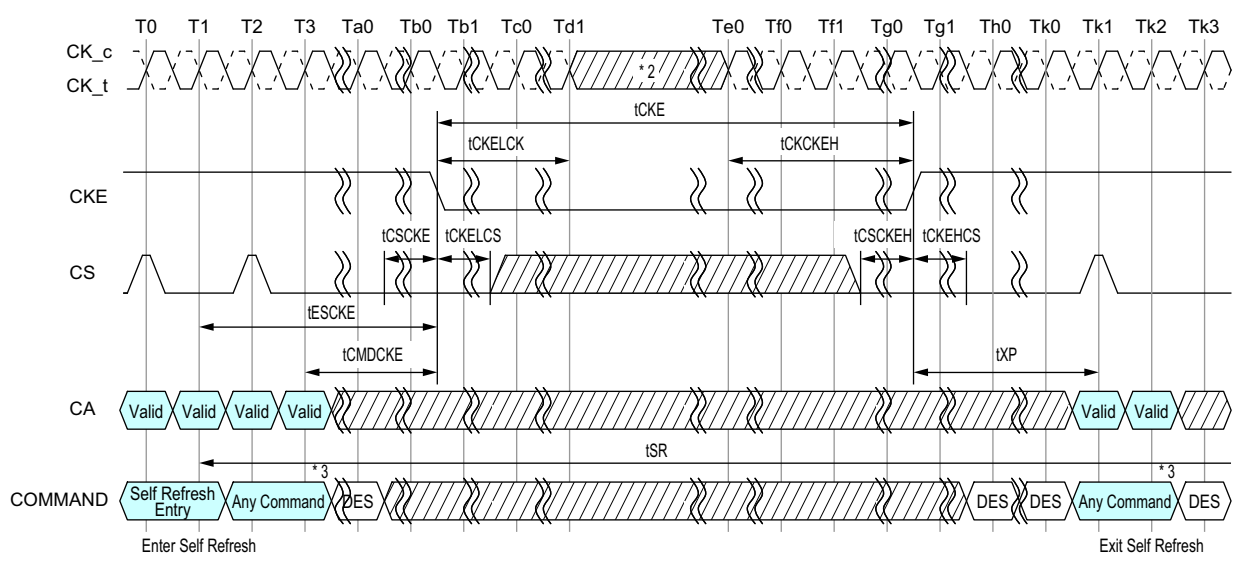 T0 T1 T2 T3 Ta0 Tb0 Tb1 Tc0 Td1 Te0 Tf0 Tf1 Tg0 Tg1 Th0 Tk0 Tk1 Tk2 Tk3
CK_c
* 2
CK_t
tCKE
tCKELCK tCKCKEH
CKE
tCSCKE tCKELCS tCSCKEH tCKEHCS
CS
tESCKE
tCMDCKE tXP
CA Valid Valid Valid Valid Valid Valid
tSR
* 3 * 3
COMMAND Self Refresh Entry Any Command DES DES DES Any Command DES
Enter Self Refresh Exit Self Refresh